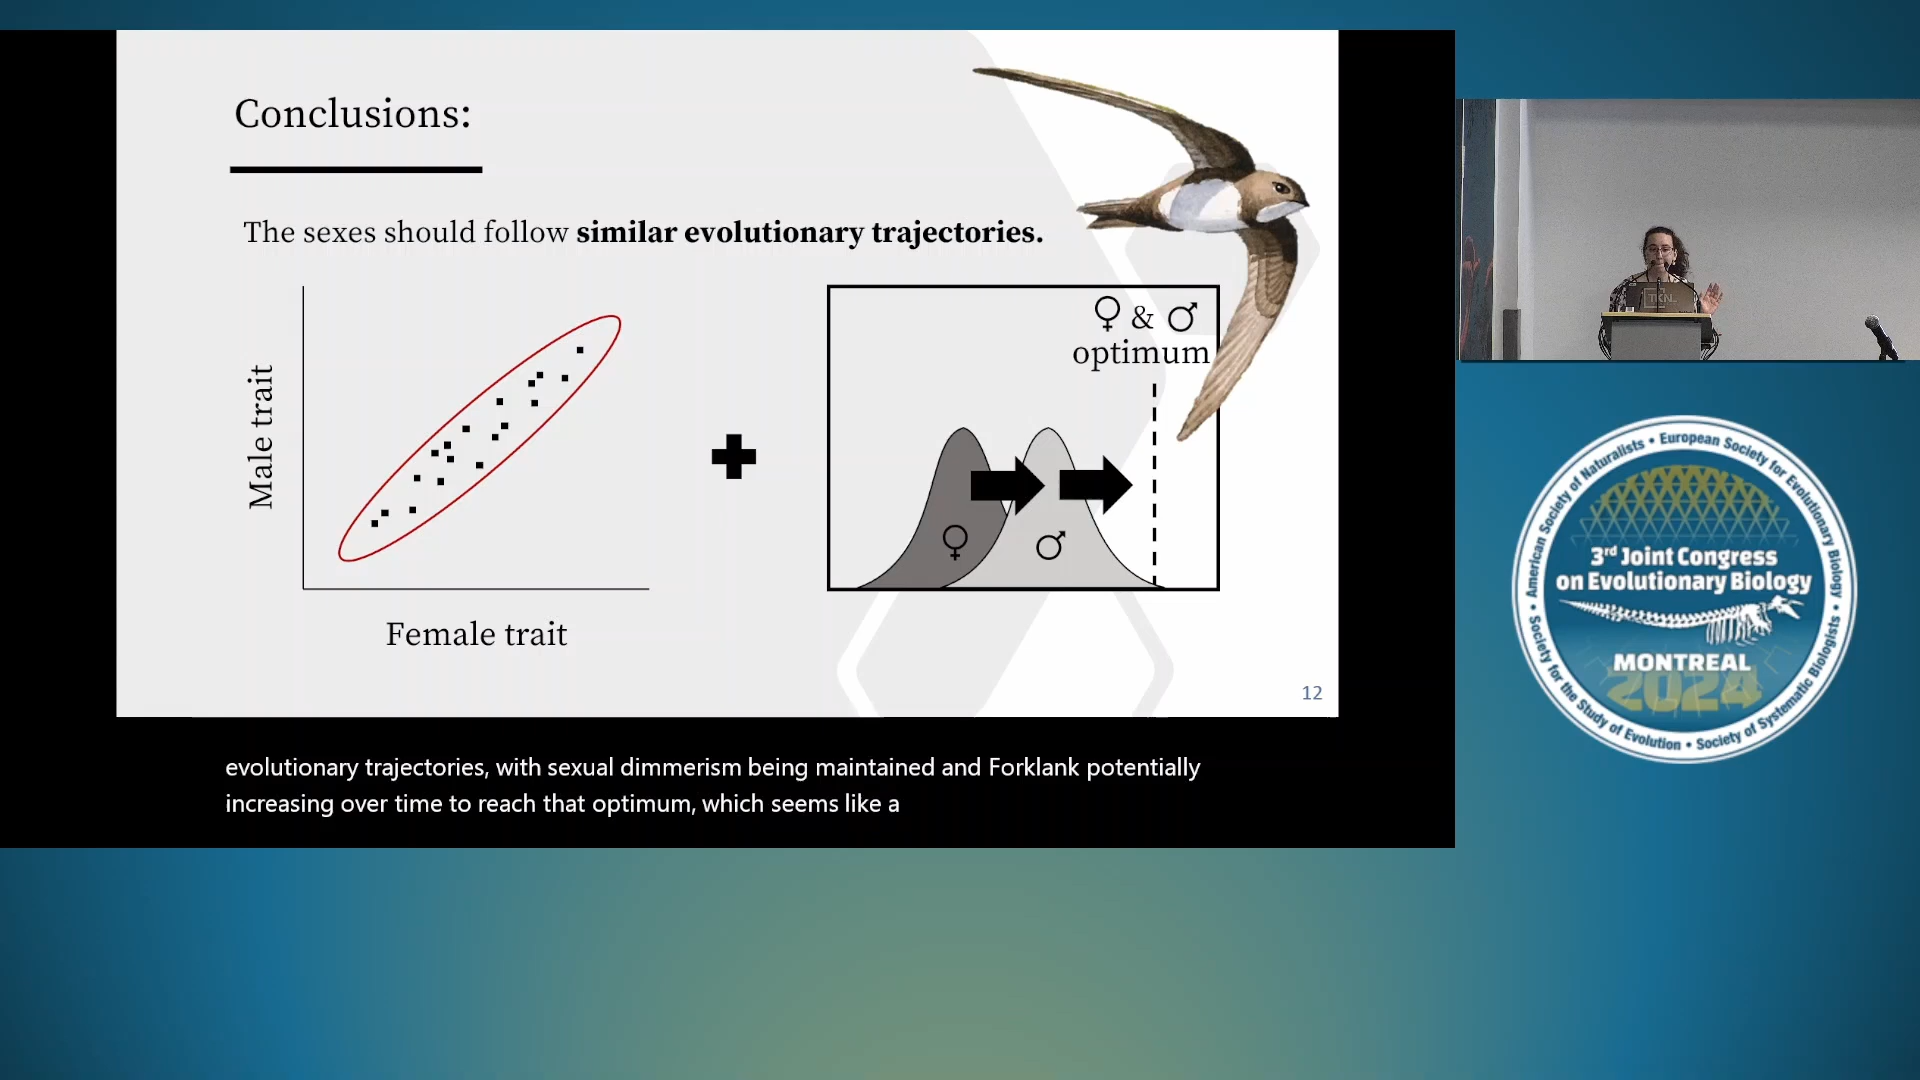 Conclusions:
The sexes should follow similar evolutionary trajectories.
Male trait
Female trait
♀ & ♂
optimum
♀
♂
12
evolutionary trajectories, with sexual dimmerism being maintained and Forklank potentially
increasing over time to reach that optimum, which seems like a
TKNL
American Society of Naturalists • European Society for Evolutionary Biology •
3rd Joint Congress
on Evolutionary Biology
MONTREAL
2024
Society for the Study of Evolution • Society of Systematic Biologists •